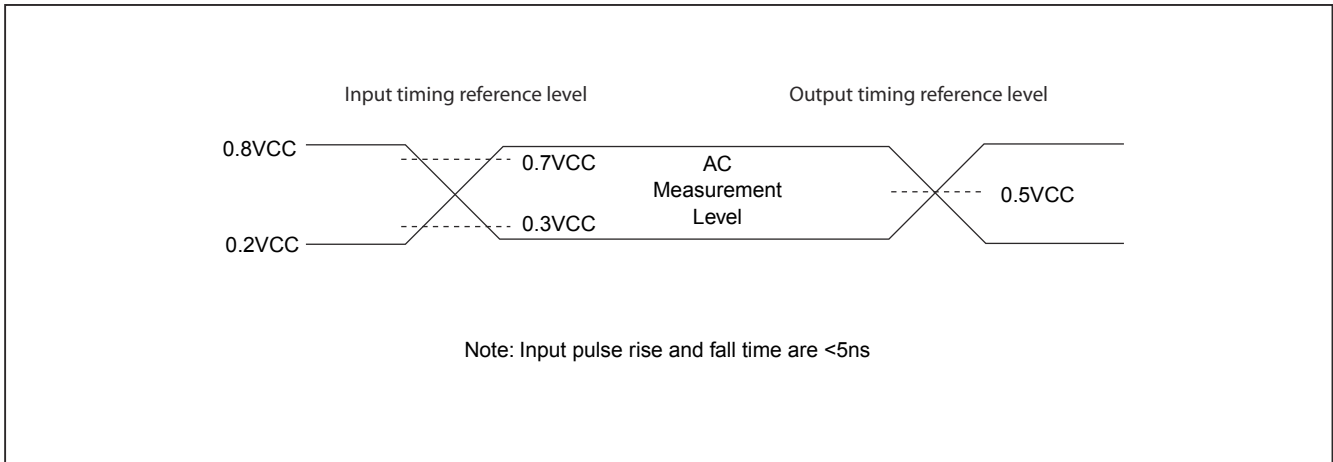 Input timing reference level
Output timing reference level
0.8VCC
0.7VCC
AC
Measurement
Level
0.5VCC
0.3VCC
0.2VCC
Note: Input pulse rise and fall time are <5ns